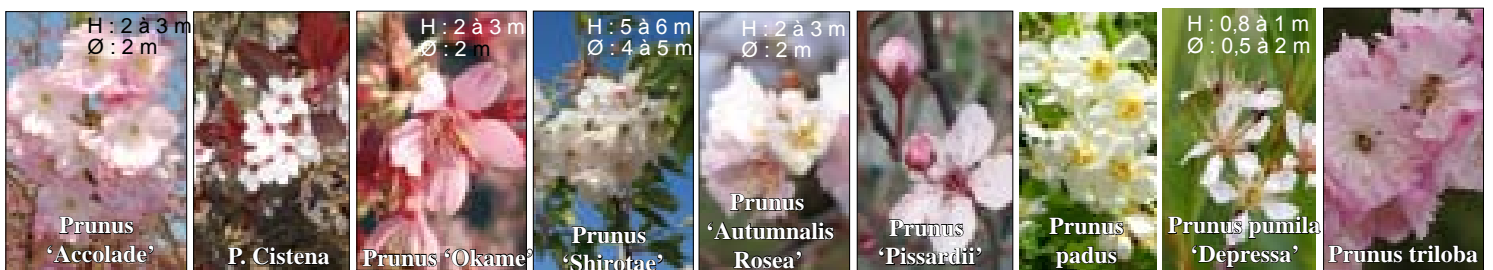 H : 2 à 3 m
Ø : 2 m
Prunus
‘Accolade’
P. Cistena
H : 2 à 3 m
Ø : 2 m
Prunus ‘Okame’
H : 5 à 6 m
Ø : 4 à 5 m
Prunus
‘Shirotae’
H : 2 à 3 m
Ø : 2 m
Prunus
‘Autumnalis
Rosea’
Prunus
‘Pissardii’
Prunus
padus
H : 0,8 à 1 m
Ø : 0,5 à 2 m
Prunus pumila
‘Depressa’
Prunus triloba